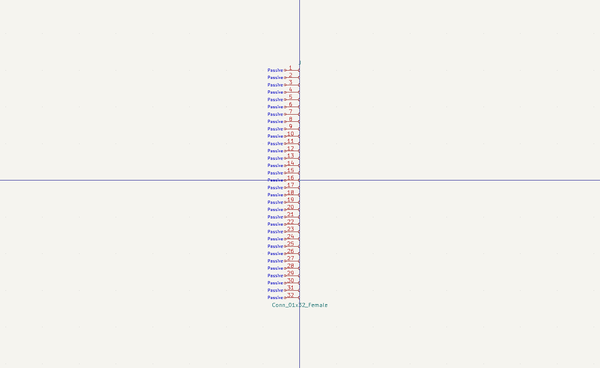 J
Passive 1
Passive 2
Passive 3
Passive 4
Passive 5
Passive 6
Passive 7
Passive 8
Passive 9
Passive 10
Passive 11
Passive 12
Passive 13
Passive 14
Passive 15
Passive 16
Passive 17
Passive 18
Passive 19
Passive 20
Passive 21
Passive 22
Passive 23
Passive 24
Passive 25
Passive 26
Passive 27
Passive 28
Passive 29
Passive 30
Passive 31
Passive 32
Conn_01x32_Female